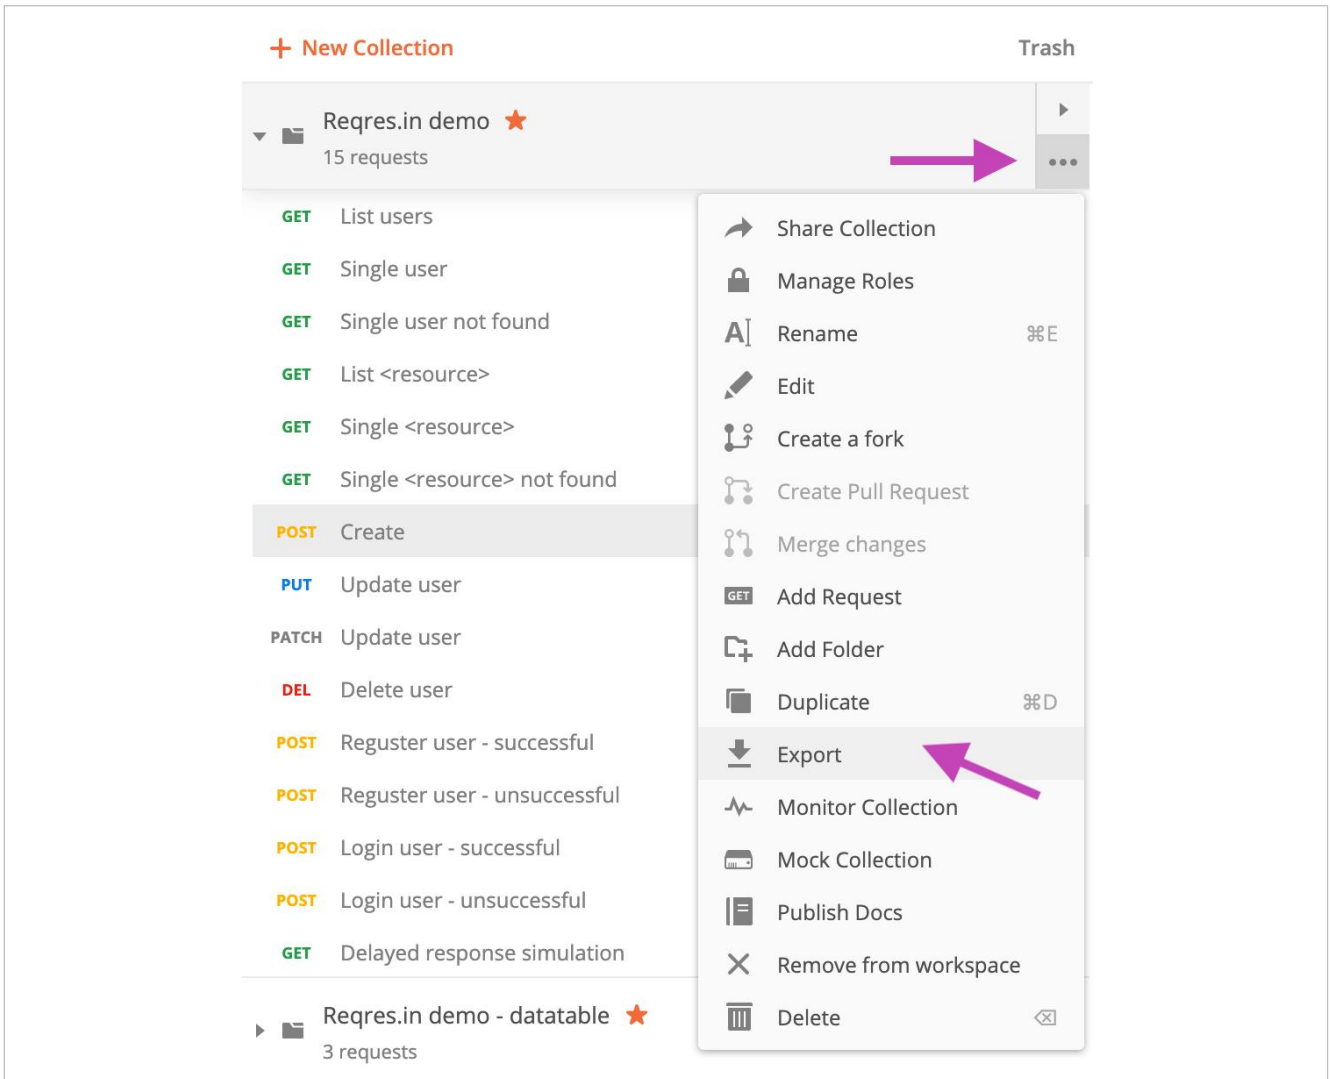 + New Collection
Trash
Reqres.in demo
15 requests
GET List users
GET Single user
GET Single user not found
GET List <resource>
GET Single <resource>
GET Single <resource> not found
POST Create
PUT Update user
PATCH Update user
DEL Delete user
POST Reguster user - successful
POST Reguster user - unsuccessful
POST Login user - successful
POST Login user - unsuccessful
GET Delayed response simulation
Reqres.in demo - datatable
3 requests
Share Collection
Manage Roles
Rename ⌘E
Edit
Create a fork
Create Pull Request
Merge changes
GET Add Request
Add Folder
Duplicate ⌘D
Export
Monitor Collection
Mock Collection
Publish Docs
Remove from workspace
Delete ⌫